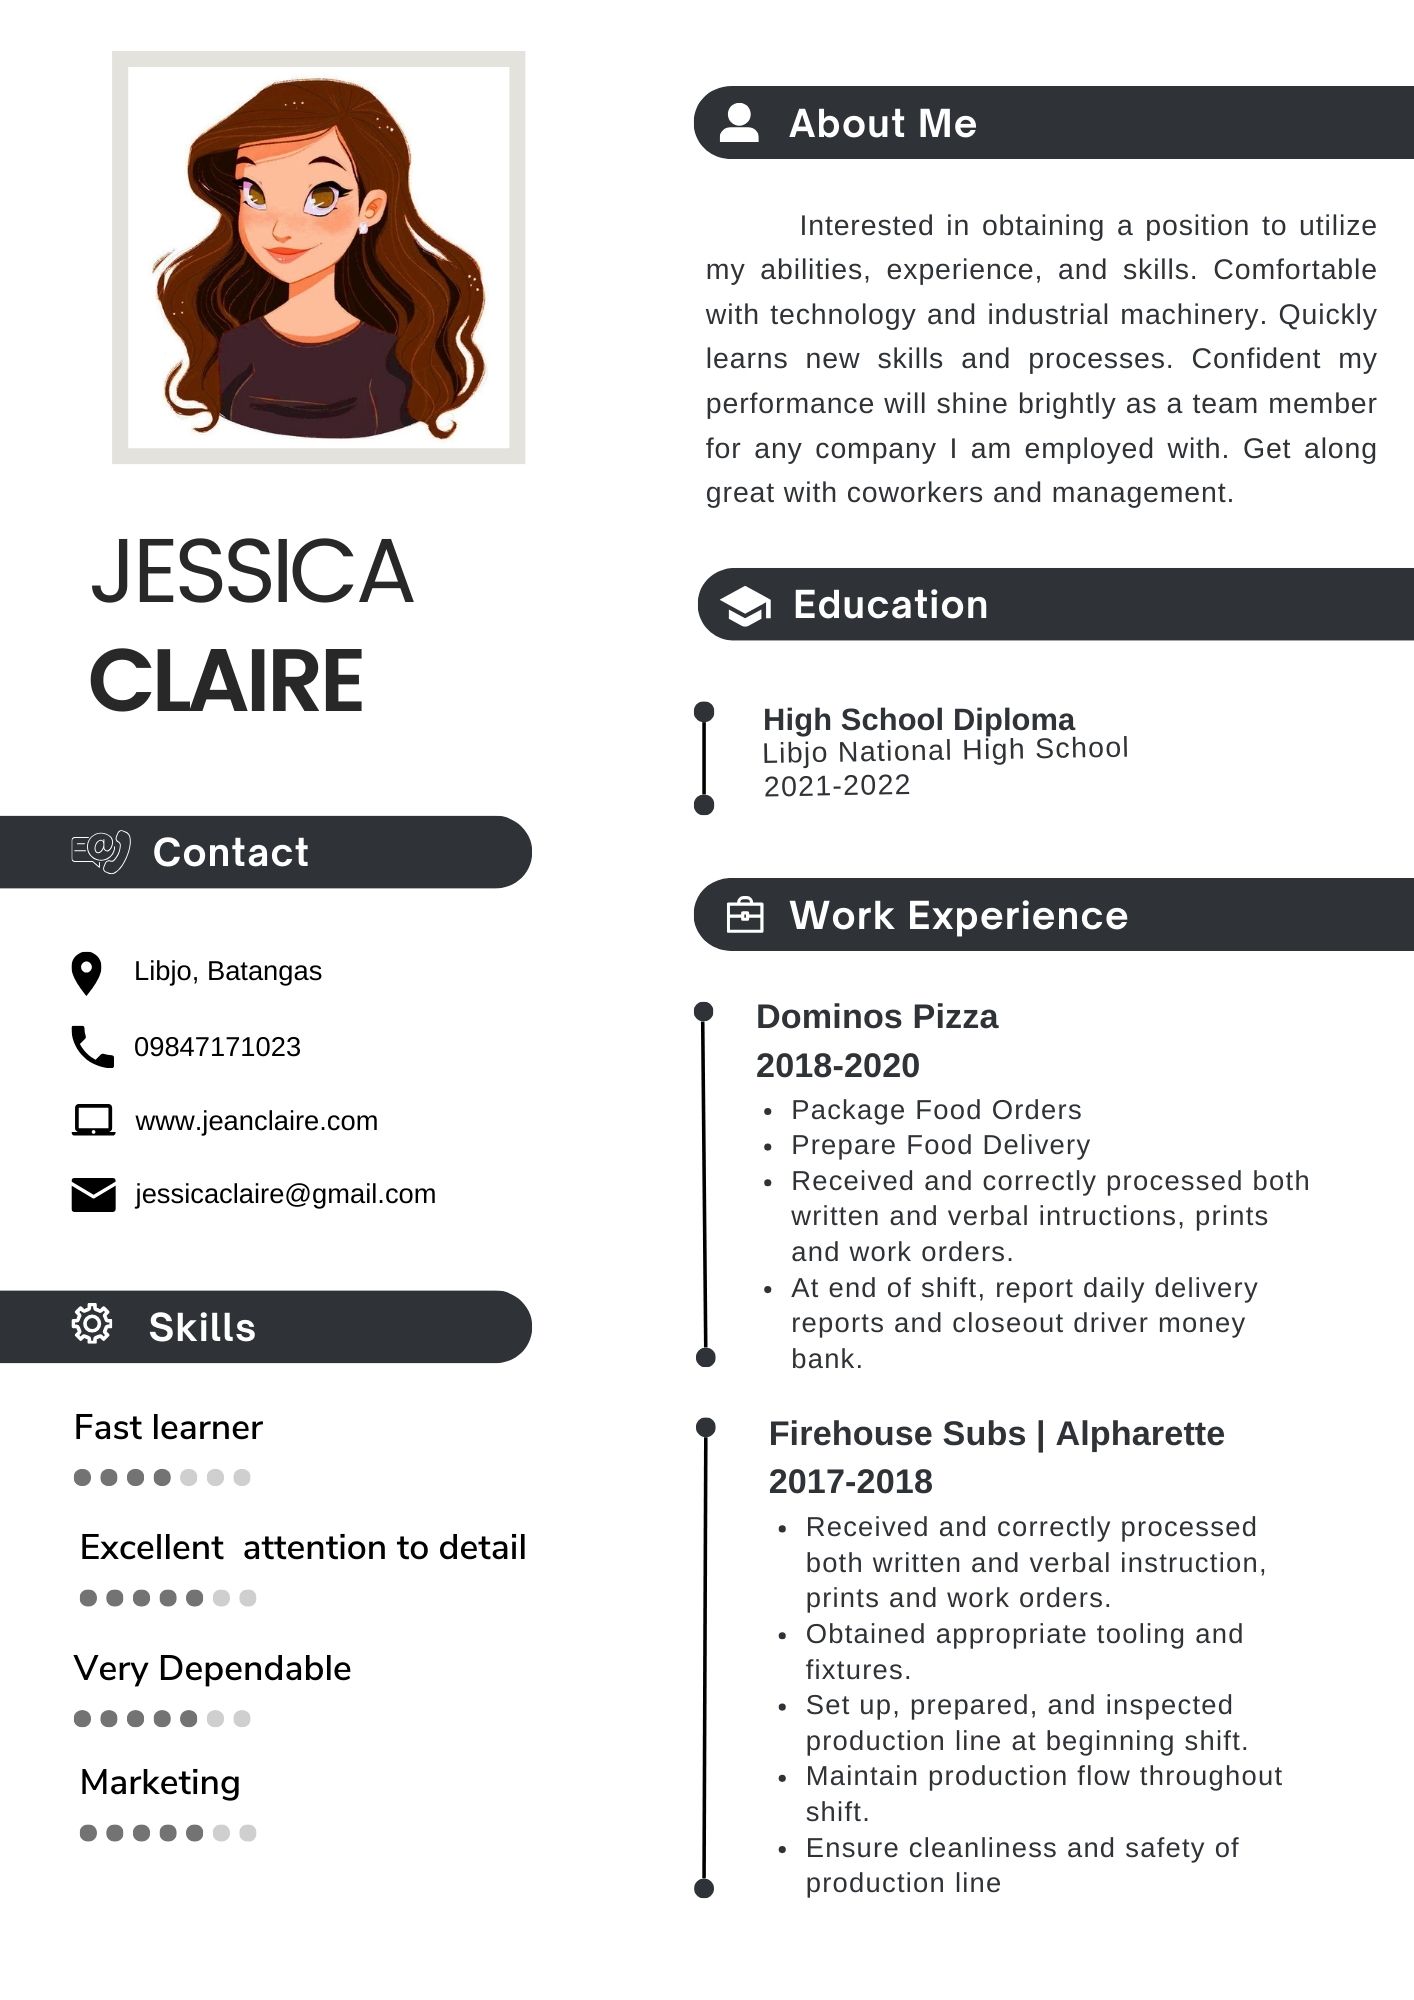 JESSICA
CLAIRE
Contact
Libjo, Batangas
09847171023
www.jeanclaire.com
jessicaclaire@gmail.com
Skills
Fast learner
Excellent  attention to detail
Very Dependable
Marketing
About Me
Interested in obtaining a position to utilize
my abilities, experience, and skills. Comfortable
with technology and industrial machinery. Quickly
learns new skills and processes. Confident my
performance will shine brightly as a team member
for any company I am employed with. Get along
great with coworkers and management.
Education
High School Diploma
Libjo National High School
2021-2022
Work Experience
Dominos Pizza
2018-2020
• Package Food Orders
• Prepare Food Delivery
• Received and correctly processed both
written and verbal intructions, prints
and work orders.
• At end of shift, report daily delivery
reports and closeout driver money
bank.
Firehouse Subs | Alpharette
2017-2018
• Received and correctly processed
both written and verbal instruction,
prints and work orders.
• Obtained appropriate tooling and
fixtures.
• Set up, prepared, and inspected
production line at beginning shift.
• Maintain production flow throughout
shift.
• Ensure cleanliness and safety of
production line